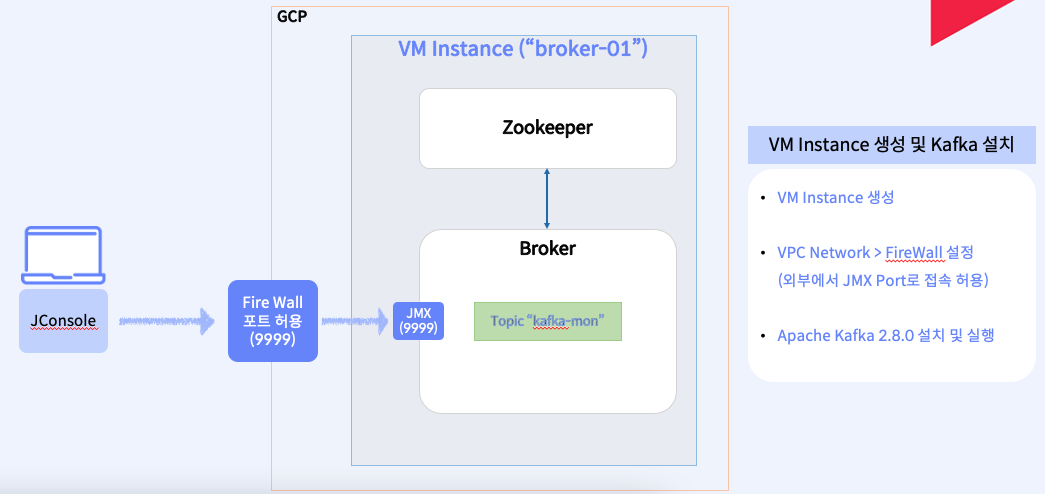 GCP
VM Instance (“broker-01”)
Zookeeper
Broker
Topic “kafka-mon”
JMX
(9999)
Fire Wall
포트 허용
(9999)
JConsole
VM Instance 생성 및 Kafka 설치
• VM Instance 생성
• VPC Network > FireWall 설정
(외부에서 JMX Port로 접속 허용)
• Apache Kafka 2.8.0 설치 및 실행